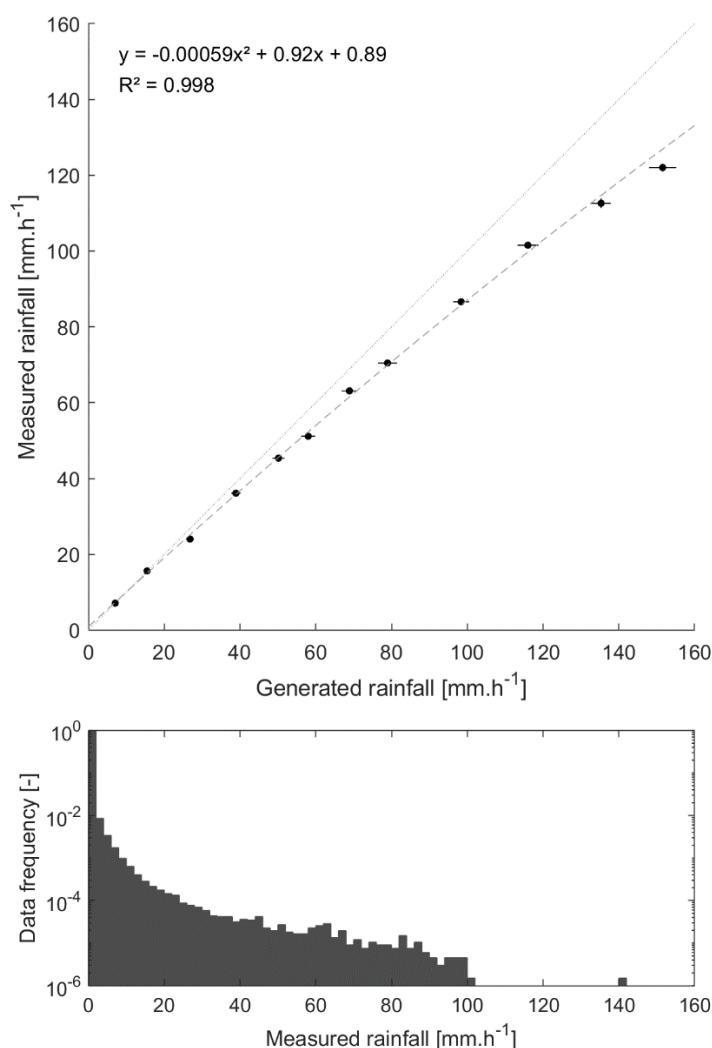 y = -0.00059x² + 0.92x + 0.89
R² = 0.998
160
140
120
100
80
60
40
20
0
Measured rainfall [mm.h⁻¹]
0 20 40 60 80 100 120 140 160
Generated rainfall [mm.h⁻¹]
10⁰
10⁻²
10⁻⁴
10⁻⁶
Data frequency [-]
0 20 40 60 80 100 120 140 160
Measured rainfall [mm.h⁻¹]